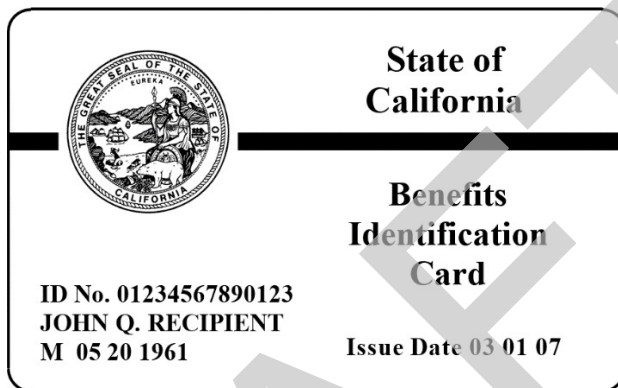 THE GREAT SEAL OF THE STATE OF CALIFORNIA
EUREKA
State of
California
Benefits
Identification
Card
ID No. 01234567890123
JOHN Q. RECIPIENT
M 05 20 1961
Issue Date 03 01 07